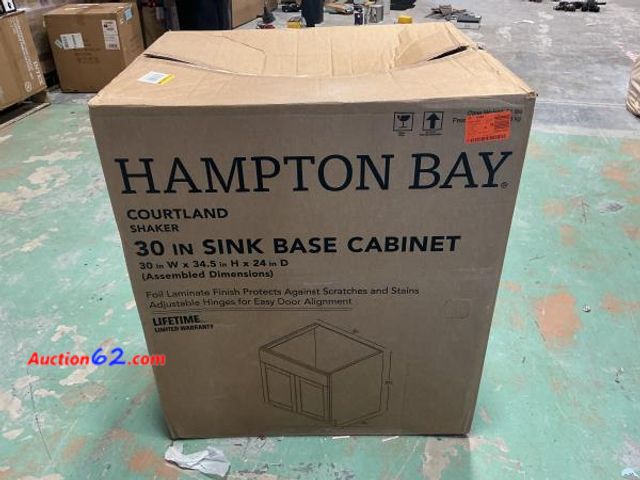 HAMPTON BAY®
COURTLAND
SHAKER
30 IN SINK BASE CABINET
30 in W x 34.5 in H x 24 in D
(Assembled Dimensions)
Foil Laminate Finish Protects Against Scratches and Stains
Adjustable Hinges for Easy Door Alignment
LIFETIME
LIMITED WARRANTY
Auction62.com